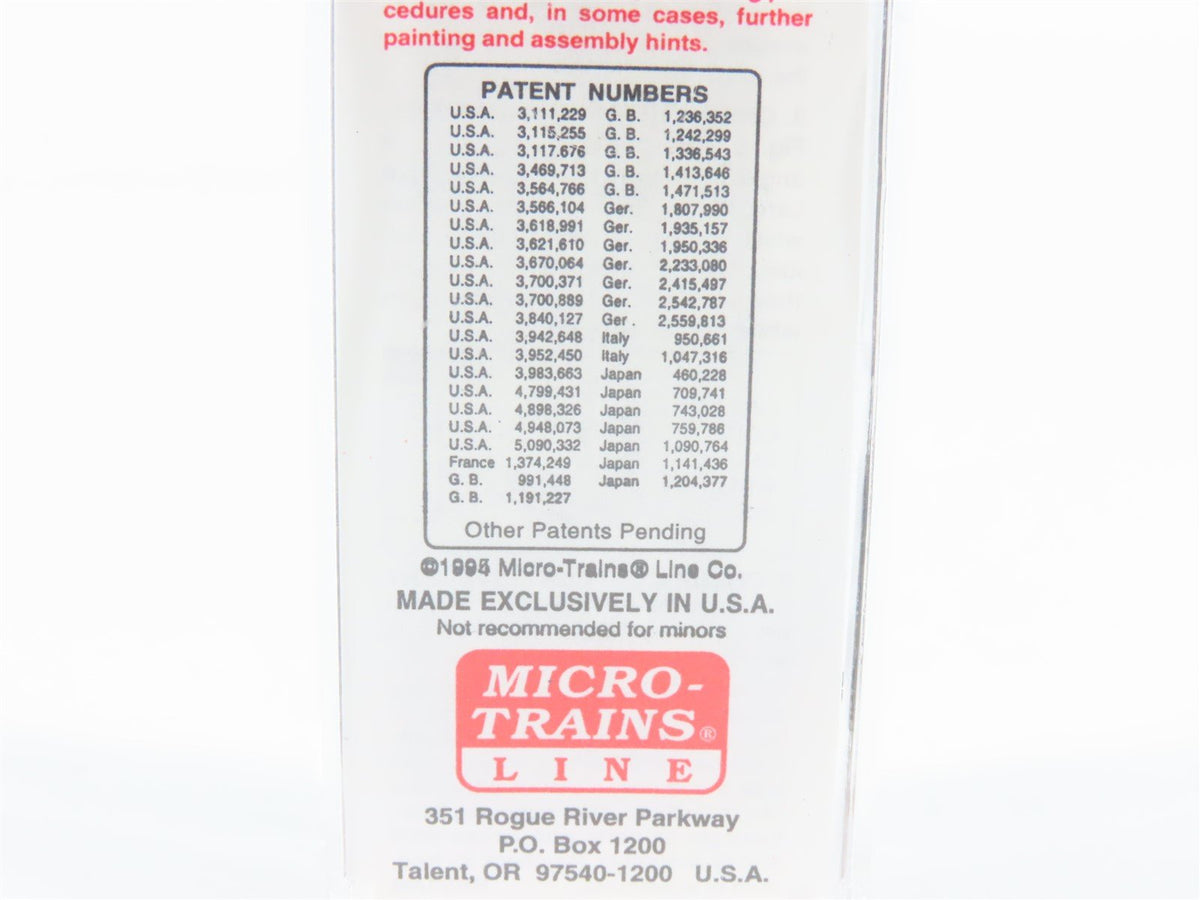 cedures and, in some cases, further
painting and assembly hints.
PATENT NUMBERS
U.S.A. 3,111,229 G. B. 1,236,352
U.S.A. 3,115,255 G. B. 1,242,299
U.S.A. 3,117.676 G. B. 1,336,543
U.S.A. 3,469,713 G. B. 1,413,646
U.S.A. 3,564,766 G. B. 1,471,513
U.S.A. 3,566,104 Ger. 1,807,990
U.S.A. 3,618,991 Ger. 1,935,157
U.S.A. 3,621,610 Ger. 1,950,336
U.S.A. 3,670,064 Ger. 2,233,080
U.S.A. 3,700,371 Ger. 2,415,497
U.S.A. 3,700,889 Ger. 2,542,787
U.S.A. 3,840,127 Ger . 2,559,813
U.S.A. 3,942,648 Italy 950,661
U.S.A. 3,952,450 Italy 1,047,316
U.S.A. 3,983,663 Japan 460,228
U.S.A. 4,799,431 Japan 709,741
U.S.A. 4,898,326 Japan 743,028
U.S.A. 4,948,073 Japan 759,786
U.S.A. 5,090,332 Japan 1,090,764
France 1,374,249 Japan 1,141,436
G. B. 991,448 Japan 1,204,377
G. B. 1,191,227
Other Patents Pending
Micro-Trains® Line Co.
MADE EXCLUSIVELY IN U.S.A.
Not recommended for minors
MICRO-
TRAINS®
LINE
351 Rogue River Parkway
P.O. Box 1200
Talent, OR 97540-1200 U.S.A.